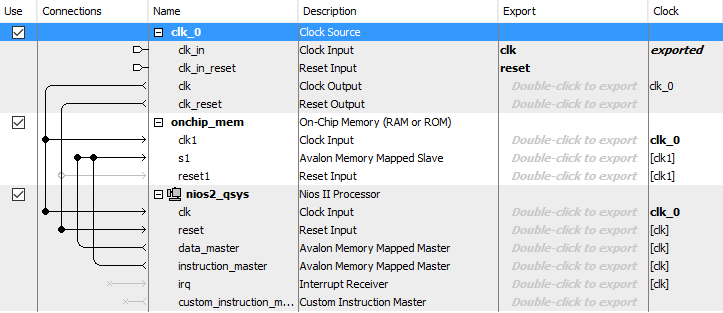 Use Connections Name Description Export Clock
clk_0 Clock Source
clk_in Clock Input clk exported
clk_in_reset Reset Input reset
clk Clock Output Double-click to export clk_0
clk_reset Reset Output Double-click to export
onchip_mem On-Chip Memory (RAM or ROM)
clk1 Clock Input Double-click to export clk_0
s1 Avalon Memory Mapped Slave Double-click to export [clk1]
reset1 Reset Input Double-click to export [clk1]
nios2_qsys Nios II Processor
clk Clock Input Double-click to export clk_0
reset Reset Input Double-click to export [clk]
data_master Avalon Memory Mapped Master Double-click to export [clk]
instruction_master Avalon Memory Mapped Master Double-click to export [clk]
irq Interrupt Receiver Double-click to export [clk]
custom_instruction_m... Custom Instruction Master Double-click to export